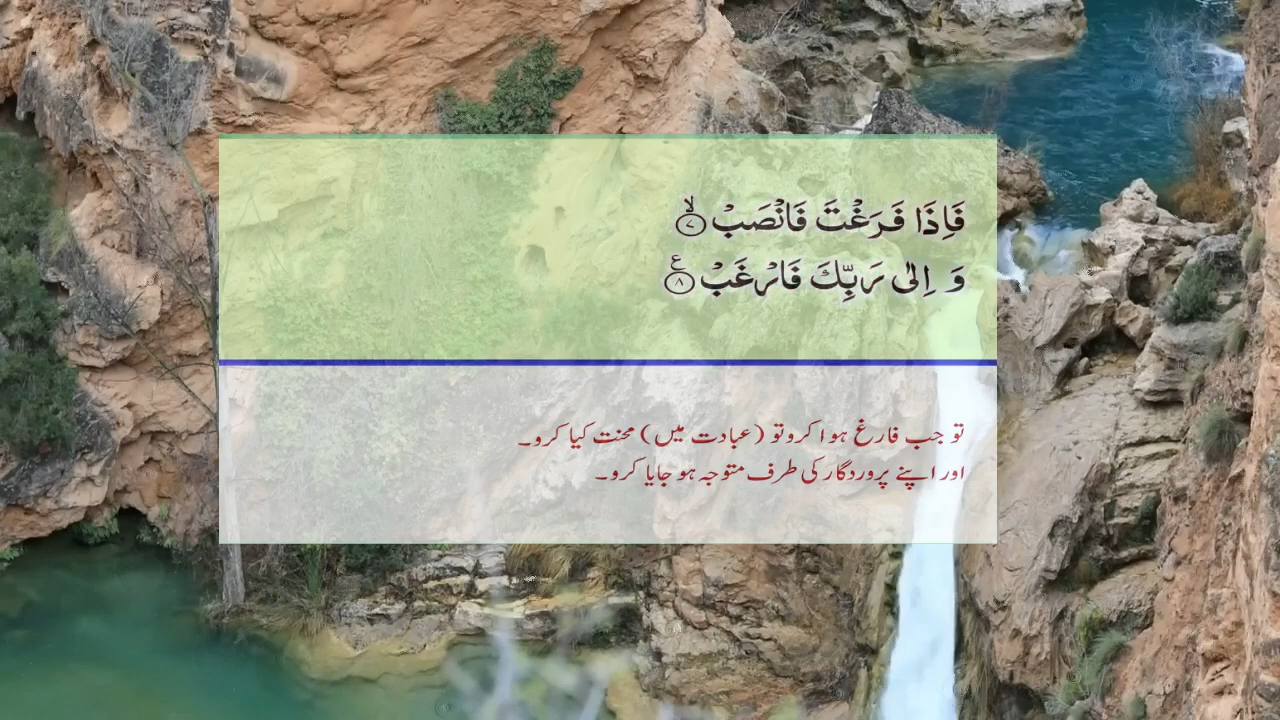 فَاِذَا فَرَغْتَ فَانْصَبْ ۙ﴿۷﴾
وَ اِلٰی رَبِّكَ فَارْغَبْ ﴿۸﴾ ع
تو جب فارغ ہوا کرو تو (عبادت میں) محنت کیا کرو۔
اور اپنے پروردگار کی طرف متوجہ ہو جایا کرو۔